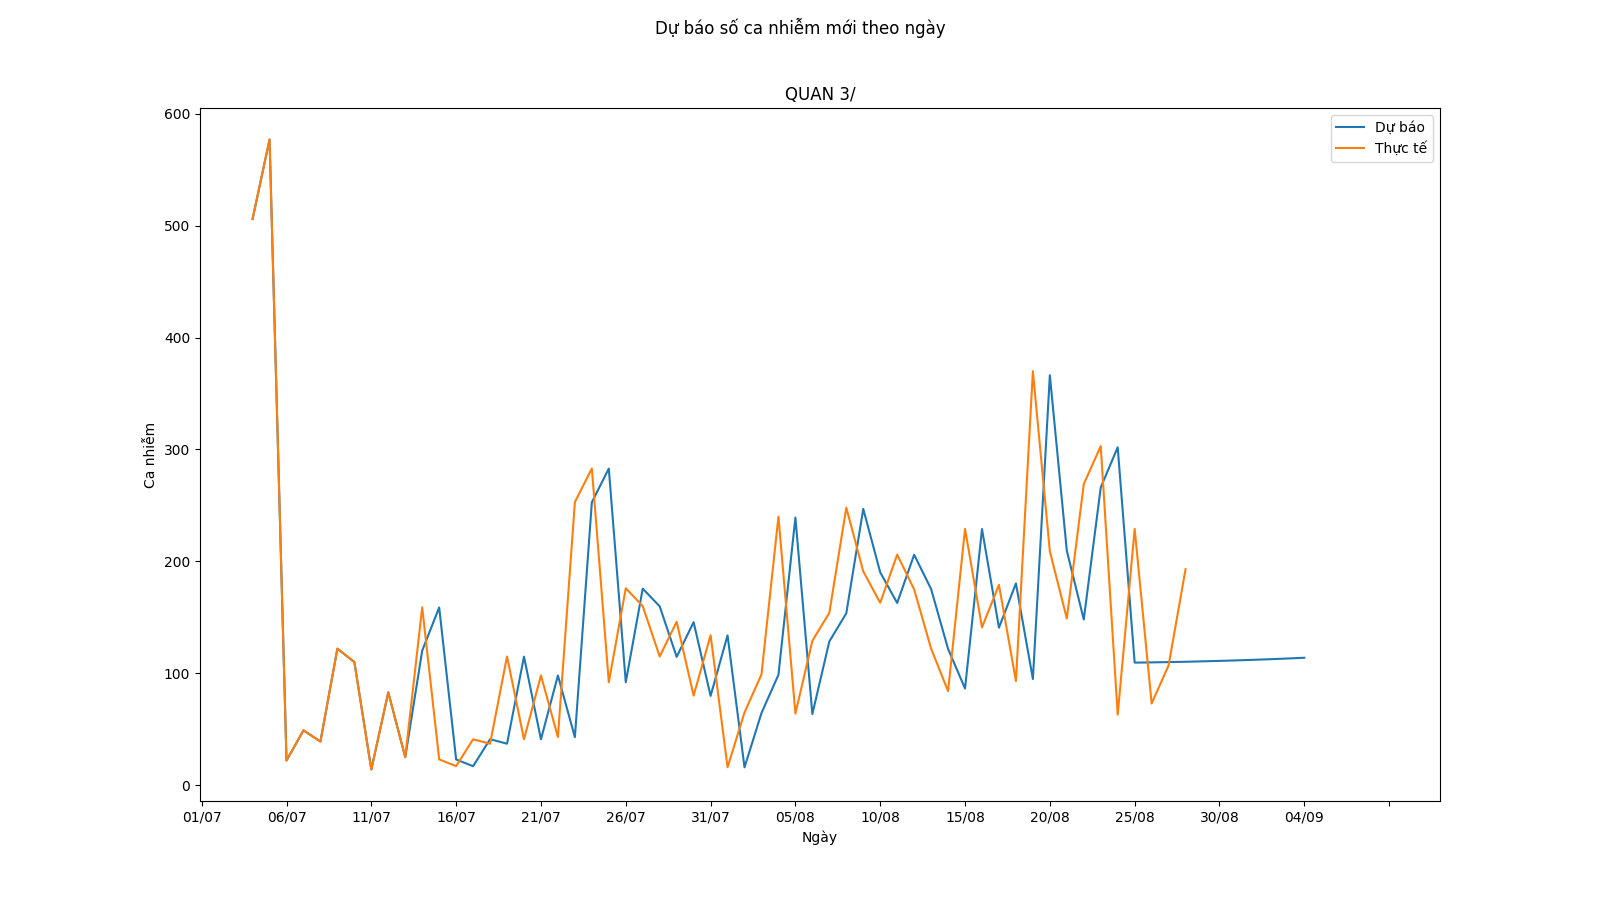 Dự báo số ca nhiễm mới theo ngày
QUAN 3/
Dự báo
Thực tế
600
500
400
300
200
100
0
Ca nhiễm
01/07 06/07 11/07 16/07 21/07 26/07 31/07 05/08 10/08 15/08 20/08 25/08 30/08 04/09
Ngày